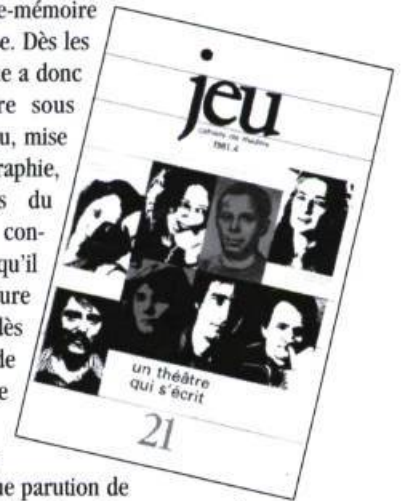 e-mémoire
e. Dès les
e a donc
re sous
u, mise
raphie,
s du
con-
qu'il
ure
dès
de
e
ue parution de
jeu
cahiers de théâtre
1981.4
un théâtre
qui s'écrit
21